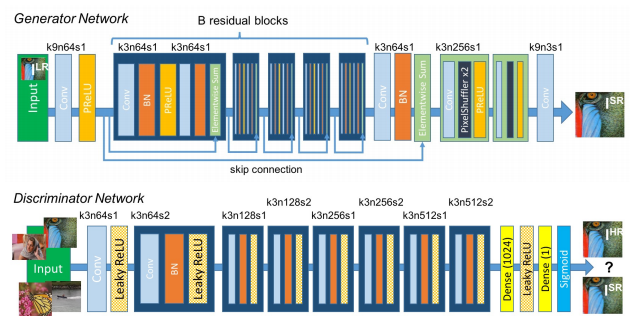 Generator Network
B residual blocks
k9n64s1
k3n64s1
k3n64s1
k3n64s1
k3n256s1
k9n3s1
I LR
Input
Conv
PReLU
Conv
BN
PReLU
Elementwise Sum
Conv
BN
Elementwise Sum
Conv
PixelShuffler x2
PReLU
Conv
I SR
skip connection
Discriminator Network
k3n64s1
k3n64s2
k3n128s1
k3n128s2
k3n256s1
k3n256s2
k3n512s1
k3n512s2
Input
Conv
Leaky ReLU
Conv
BN
Leaky ReLU
Dense (1024)
Leaky ReLU
Dense (1)
Sigmoid
I HR
?
I SR